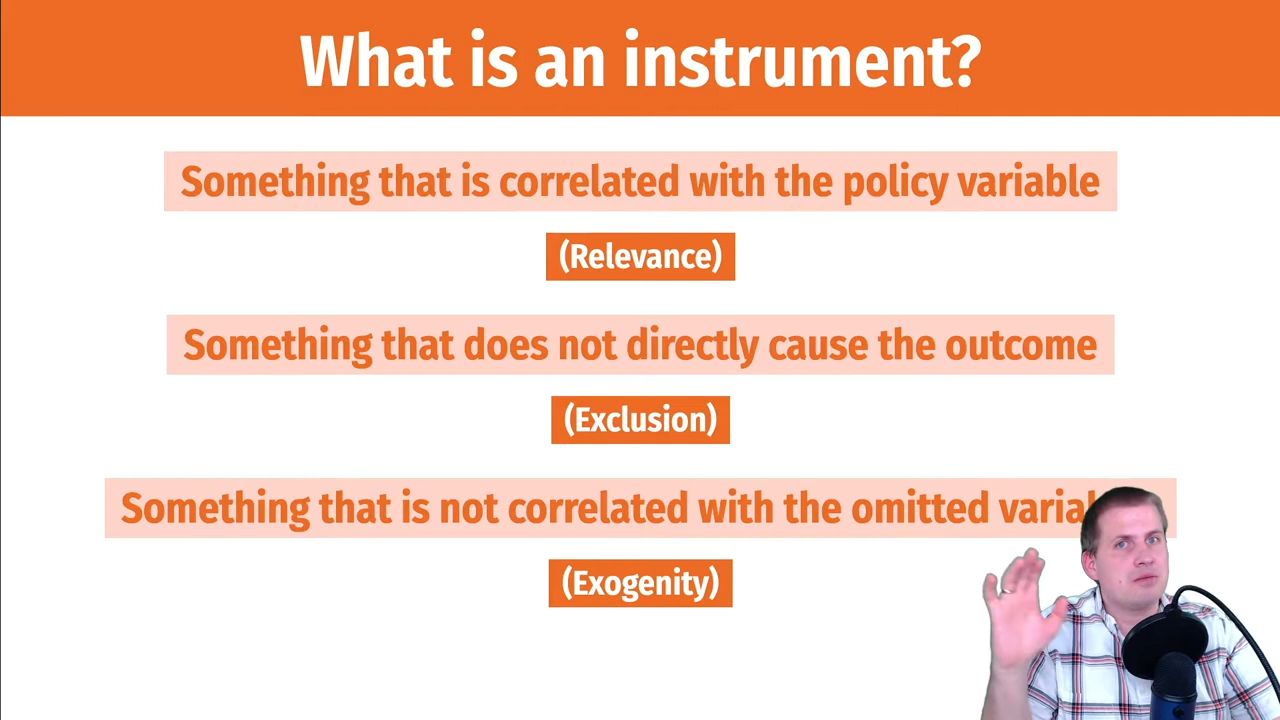 What is an instrument?
Something that is correlated with the policy variable
(Relevance)
Something that does not directly cause the outcome
(Exclusion)
Something that is not correlated with the omitted
(Exogenity)